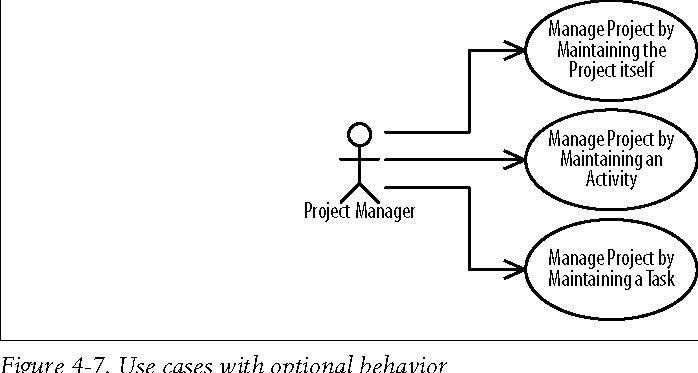 Manage Project by
Maintaining the
Project itself
Manage Project by
Maintaining an
Activity
Project Manager
Manage Project by
Maintaining a Task
Figure 4-7. Use cases with optional behavior